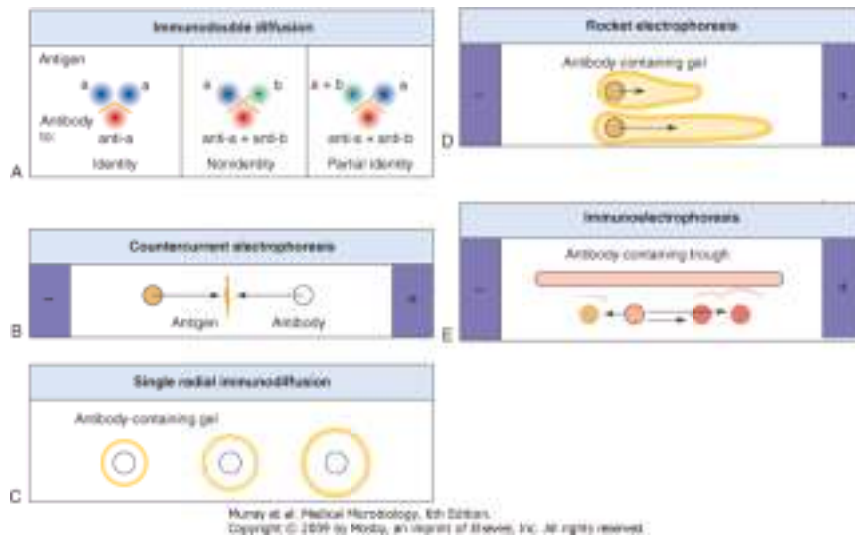 Immunodouble diffusion
Antigen
a a
a b
a + b a
Antibody
to:
anti-a
anti-a + anti-b
anti-a + anti-b
Identity
Nonidentity
Partial identity
A
Countercurrent electrophoresis
- +
Antigen Antibody
B
Single radial immunodiffusion
Antibody-containing gel
C
Rocket electrophoresis
Antibody containing gel
- +
D
Immunoelectrophoresis
Antibody containing trough
- +
E
Murray et al: Medical Microbiology, 6th Edition.
Copyright © 2009 by Mosby, an imprint of Elsevier, Inc. All rights reserved.